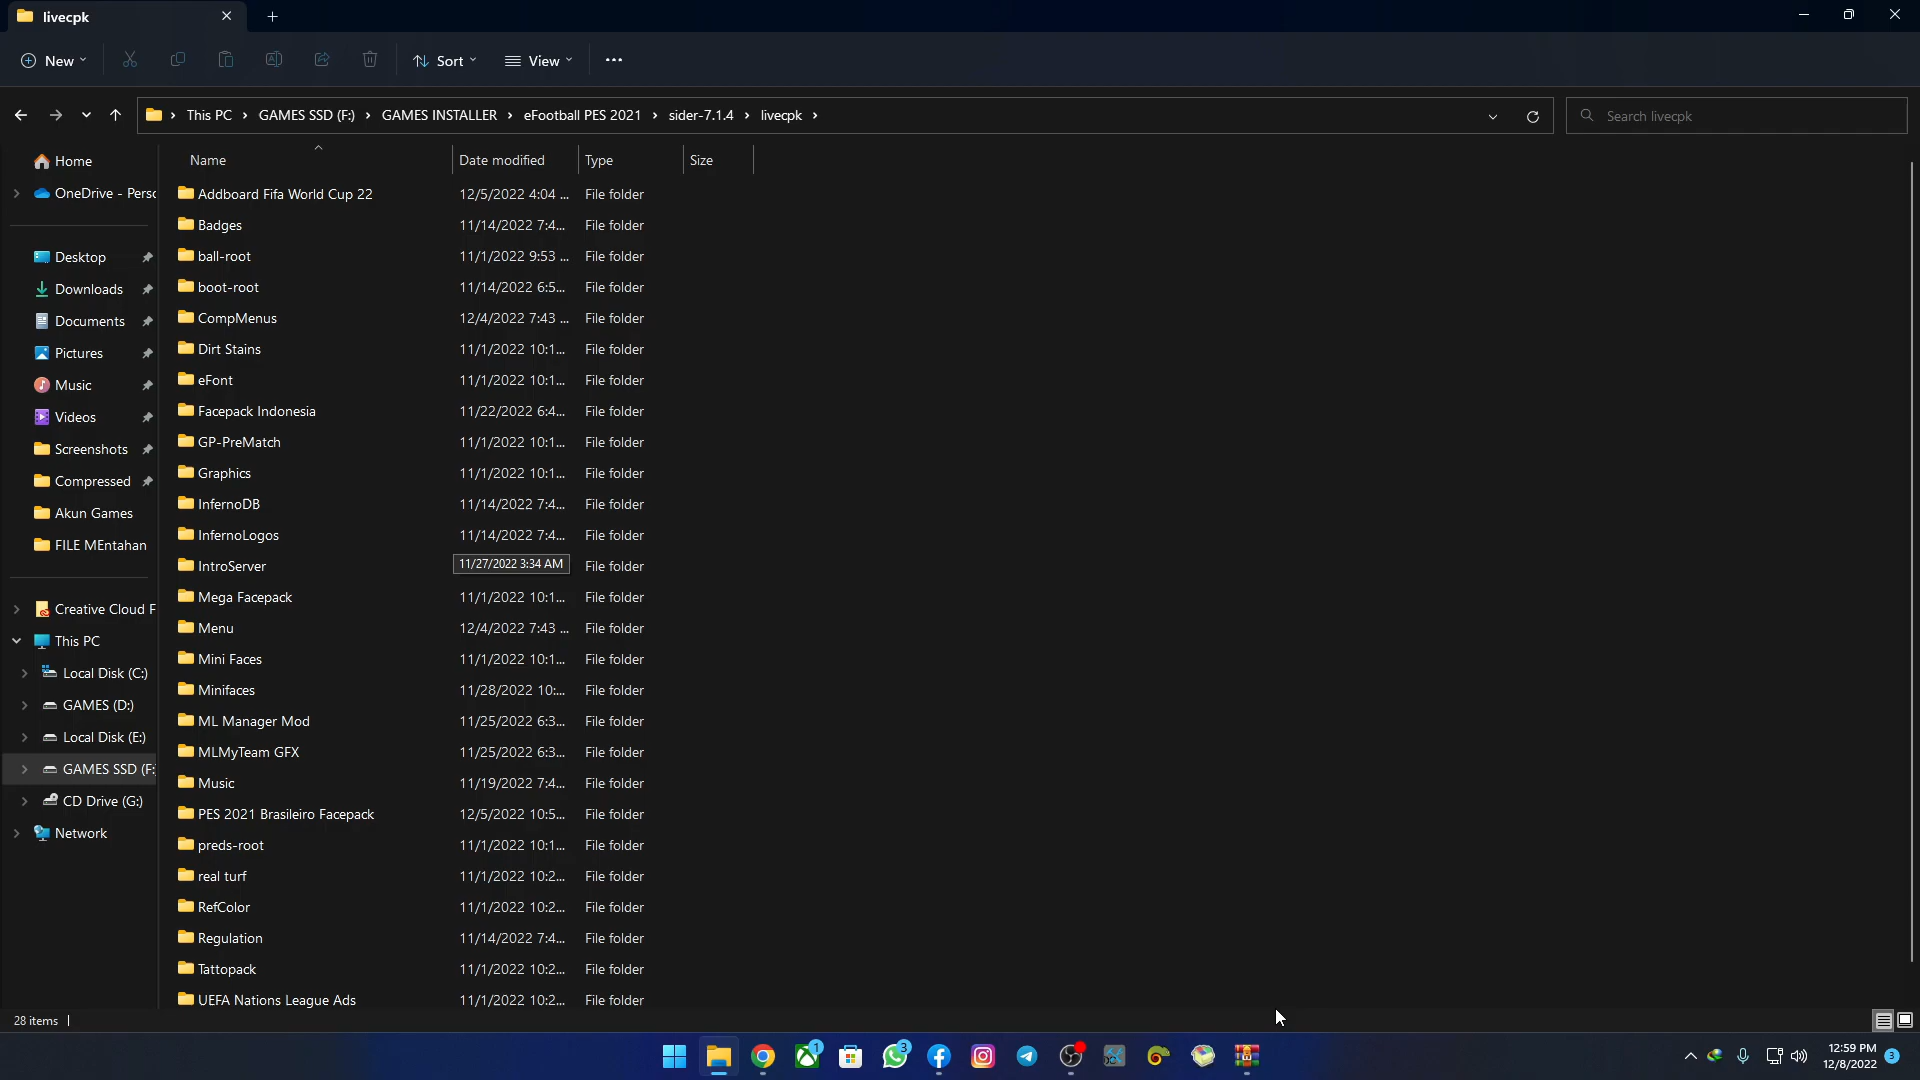 livecpk
New
Sort
View
This PC > GAMES SSD (F:) > GAMES INSTALLER > eFootball PES 2021 > sider-7.1.4 > livecpk >
Search livecpk
Home
OneDrive - Perso
Desktop
Downloads
Documents
Pictures
Music
Videos
Screenshots
Compressed
Akun Games
FILE MEntahan
Creative Cloud F
This PC
Local Disk (C:)
GAMES (D:)
Local Disk (E:)
GAMES SSD (F:)
CD Drive (G:)
Network
Name Date modified Type Size
Addboard Fifa World Cup 22 12/5/2022 4:04 ... File folder
Badges 11/14/2022 7:4... File folder
ball-root 11/1/2022 9:53 ... File folder
boot-root 11/14/2022 6:5... File folder
CompMenus 12/4/2022 7:43 ... File folder
Dirt Stains 11/1/2022 10:1... File folder
eFont 11/1/2022 10:1... File folder
Facepack Indonesia 11/22/2022 6:4... File folder
GP-PreMatch 11/1/2022 10:1... File folder
Graphics 11/1/2022 10:1... File folder
InfernoDB 11/14/2022 7:4... File folder
InfernoLogos 11/14/2022 7:4... File folder
IntroServer 11/27/2022 3:34 AM File folder
Mega Facepack 11/1/2022 10:1... File folder
Menu 12/4/2022 7:43 ... File folder
Mini Faces 11/1/2022 10:1... File folder
Minifaces 11/28/2022 10:... File folder
ML Manager Mod 11/25/2022 6:3... File folder
MLMyTeam GFX 11/25/2022 6:3... File folder
Music 11/19/2022 7:4... File folder
PES 2021 Brasileiro Facepack 12/5/2022 10:5... File folder
preds-root 11/1/2022 10:1... File folder
real turf 11/1/2022 10:2... File folder
RefColor 11/1/2022 10:2... File folder
Regulation 11/14/2022 7:4... File folder
Tattopack 11/1/2022 10:2... File folder
UEFA Nations League Ads 11/1/2022 10:2... File folder
28 items
1
3
12:59 PM
12/8/2022
3